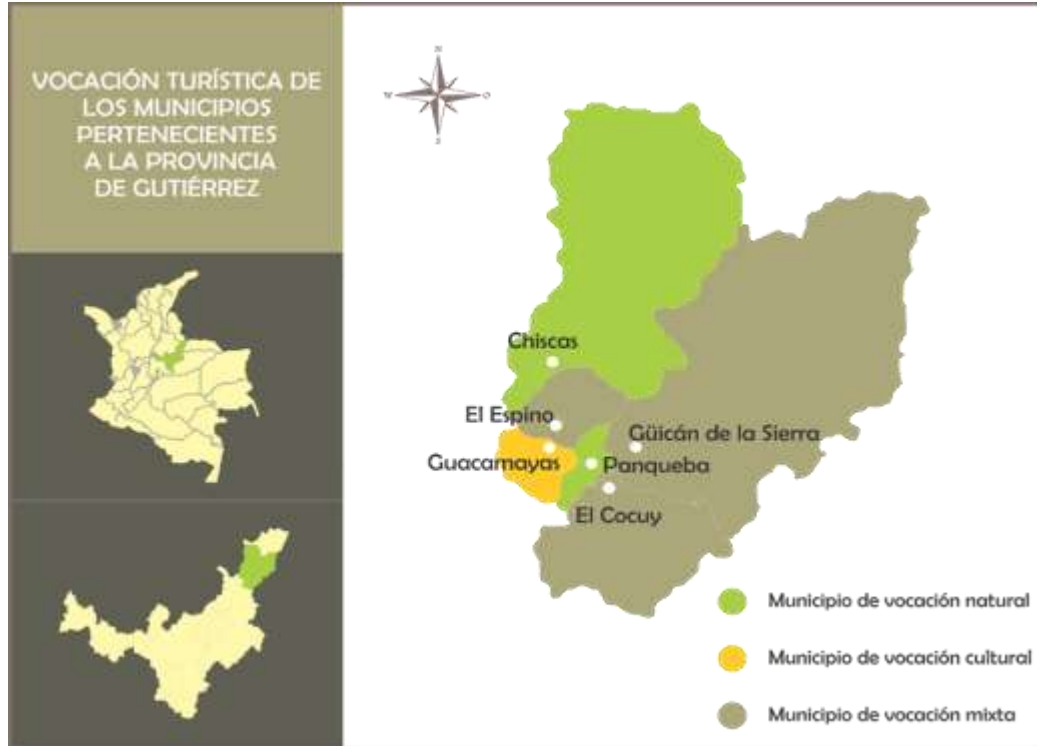 VOCACIÓN TURÍSTICA DE
LOS MUNICIPIOS
PERTENECIENTES
A LA PROVINCIA
DE GUTIÉRREZ
N
W
O
S
Chiscas
El Espino
Güicán de la Sierra
Guacamayas
Panqueba
El Cocuy
Municipio de vocación natural
Municipio de vocación cultural
Municipio de vocación mixta